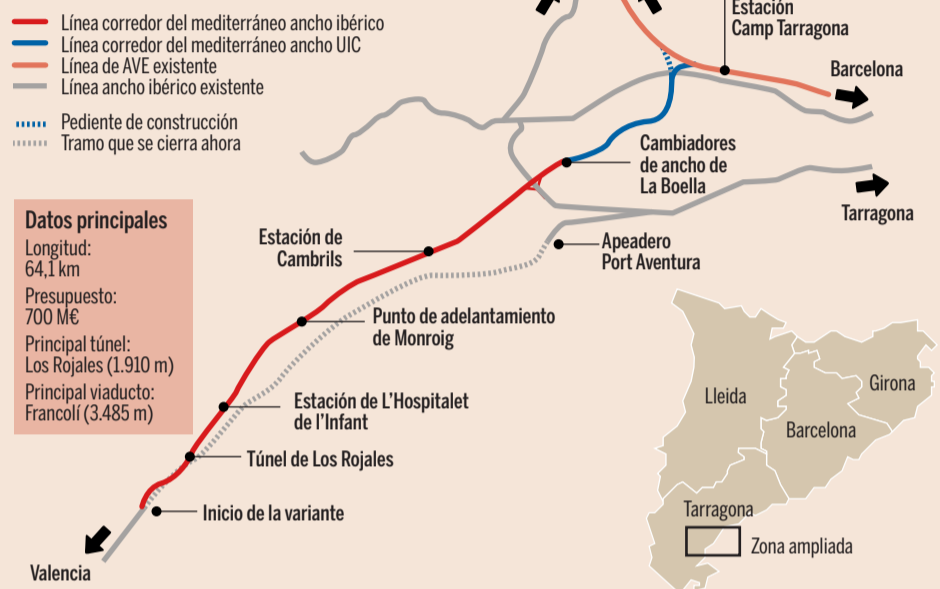 Línea corredor del mediterráneo ancho ibérico
Línea corredor del mediterráneo ancho UIC
Línea de AVE existente
Línea ancho ibérico existente
Pediente de construcción
Tramo que se cierra ahora
Estación
Camp Tarragona
Barcelona
Cambiadores
de ancho de
La Boella
Tarragona
Datos principales
Longitud:
64,1 km
Presupuesto:
700 M€
Principal túnel:
Los Rojales (1.910 m)
Principal viaducto:
Francolí (3.485 m)
Estación de
Cambrils
Apeadero
Port Aventura
Punto de adelantamiento
de Monroig
Estación de L'Hospitalet
de l'Infant
Túnel de Los Rojales
Inicio de la variante
Valencia
Lleida
Girona
Barcelona
Tarragona
Zona ampliada